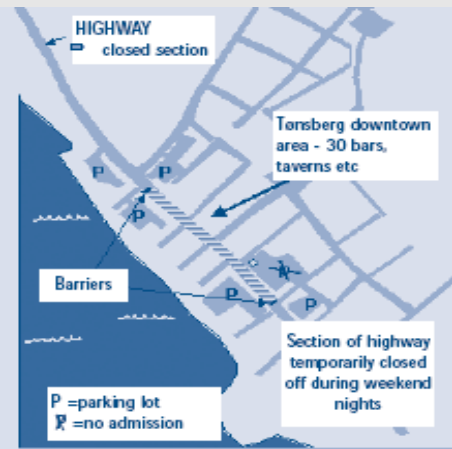 HIGHWAY
closed section
Tønsberg downtown
area - 30 bars,
taverns etc
P
P
P
Barriers
P
P
Section of highway
temporarily closed
off during weekend
nights
P =parking lot
P =no admission